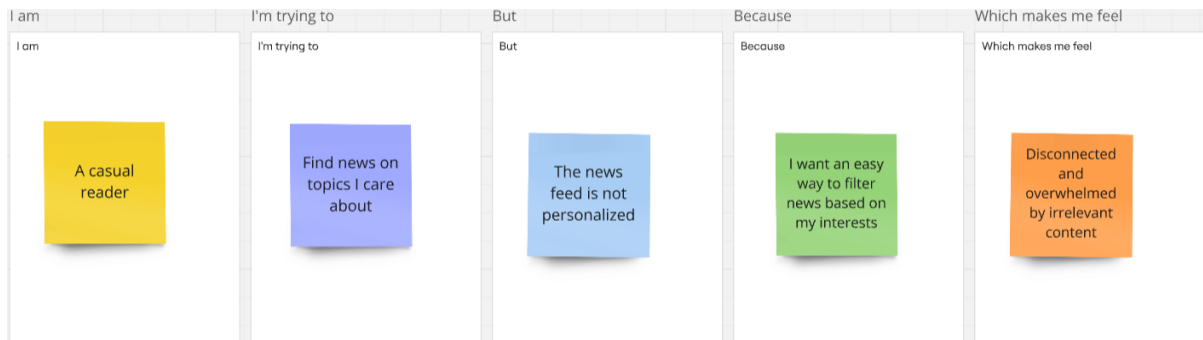 I am
I'm trying to
But
Because
Which makes me feel
I am
I'm trying to
But
Because
Which makes me feel
A casual
reader
Find news on
topics I care
about
The news
feed is not
personalized
I want an easy
way to filter
news based on
my interests
Disconnected
and
overwhelmed
by irrelevant
content